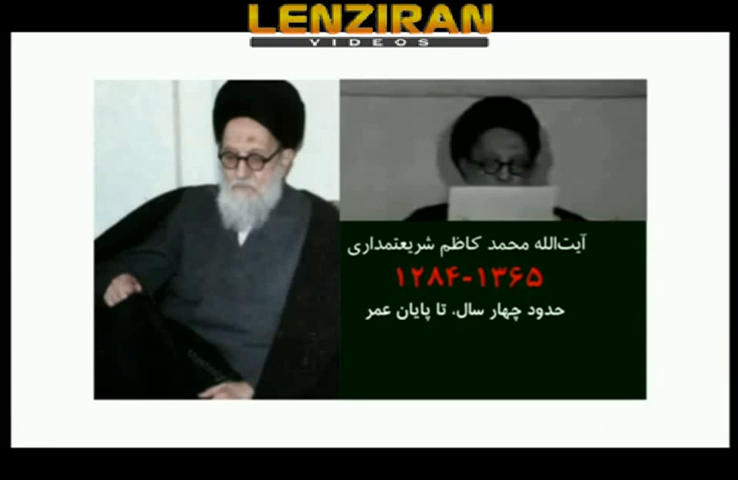 LENZIRAN
VIDEOS
آیت‌الله محمد کاظم شریعتمداری
۱۲۸۴-۱۳۶۵
حدود چهار سال، تا پایان عمر